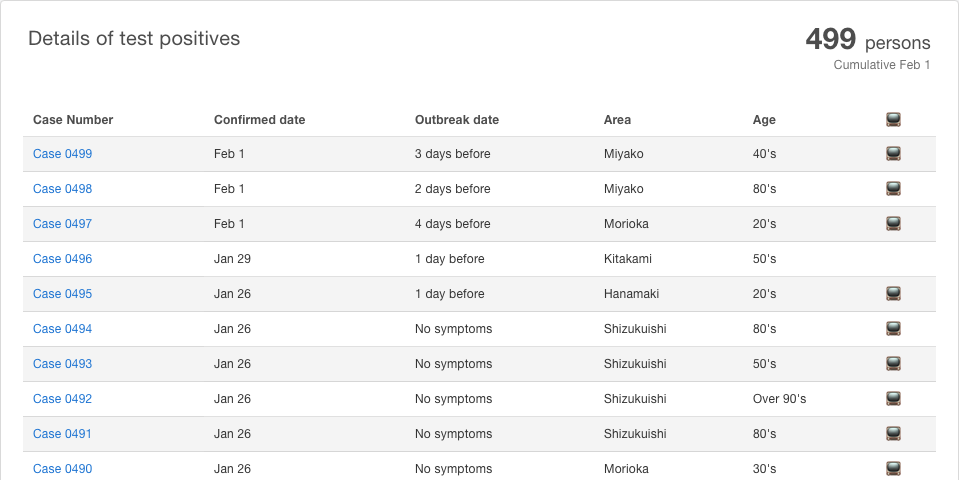 Details of test positives
499 persons
Cumulative Feb 1
Case Number Confirmed date Outbreak date Area Age
Case 0499 Feb 1 3 days before Miyako 40's
Case 0498 Feb 1 2 days before Miyako 80's
Case 0497 Feb 1 4 days before Morioka 20's
Case 0496 Jan 29 1 day before Kitakami 50's
Case 0495 Jan 26 1 day before Hanamaki 20's
Case 0494 Jan 26 No symptoms Shizukuishi 80's
Case 0493 Jan 26 No symptoms Shizukuishi 50's
Case 0492 Jan 26 No symptoms Shizukuishi Over 90's
Case 0491 Jan 26 No symptoms Shizukuishi 80's
Case 0490 Jan 26 No symptoms Morioka 30's